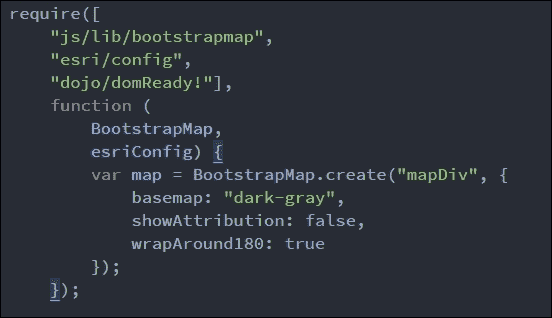 require([
    "js/lib/bootstrapmap",
    "esri/config",
    "dojo/domReady!"],
    function (
        BootstrapMap,
        esriConfig) {
        var map = BootstrapMap.create("mapDiv", {
            basemap: "dark-gray",
            showAttribution: false,
            wrapAround180: true
        });
    });